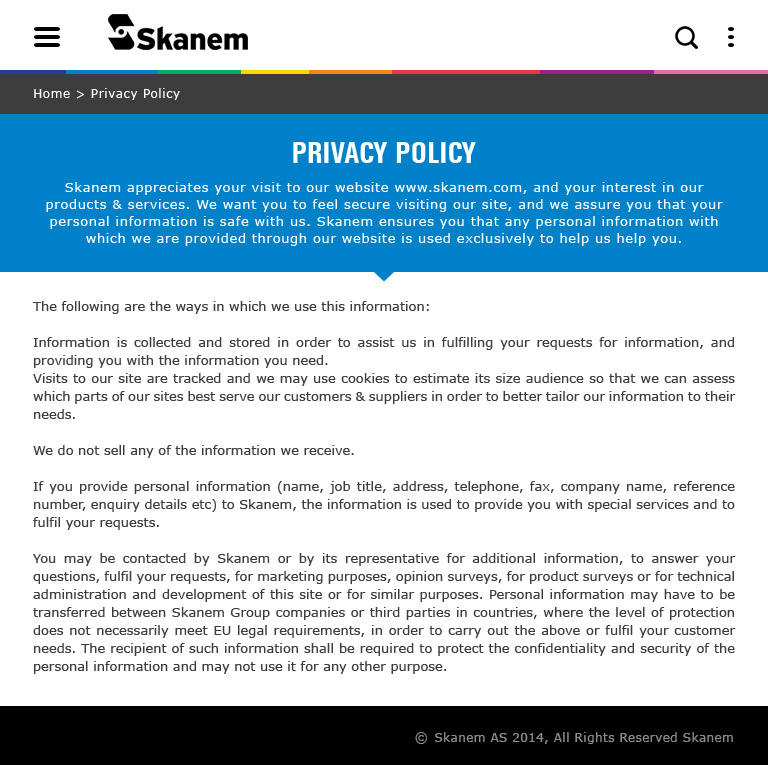 Skanem
Home > Privacy Policy
PRIVACY POLICY
Skanem appreciates your visit to our website www.skanem.com, and your interest in our
products & services. We want you to feel secure visiting our site, and we assure you that your
personal information is safe with us. Skanem ensures you that any personal information with
which we are provided through our website is used exclusively to help us help you.
The following are the ways in which we use this information:
Information is collected and stored in order to assist us in fulfilling your requests for information, and
providing you with the information you need.
Visits to our site are tracked and we may use cookies to estimate its size audience so that we can assess
which parts of our sites best serve our customers & suppliers in order to better tailor our information to their
needs.
We do not sell any of the information we receive.
If you provide personal information (name, job title, address, telephone, fax, company name, reference
number, enquiry details etc) to Skanem, the information is used to provide you with special services and to
fulfil your requests.
You may be contacted by Skanem or by its representative for additional information, to answer your
questions, fulfil your requests, for marketing purposes, opinion surveys, for product surveys or for technical
administration and development of this site or for similar purposes. Personal information may have to be
transferred between Skanem Group companies or third parties in countries, where the level of protection
does not necessarily meet EU legal requirements, in order to carry out the above or fulfil your customer
needs. The recipient of such information shall be required to protect the confidentiality and security of the
personal information and may not use it for any other purpose.
© Skanem AS 2014, All Rights Reserved Skanem